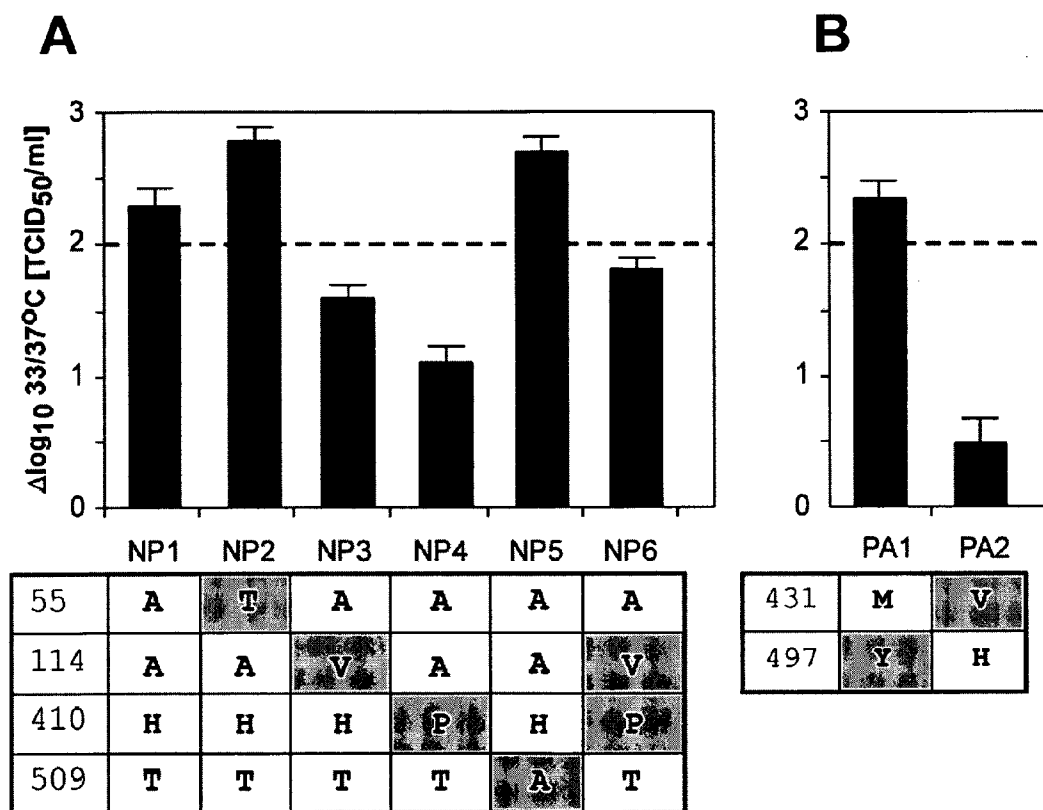 A
B
Δlog10 33/37°C [TCID50/ml]
3
2
1
0
3
2
1
0
NP1 NP2 NP3 NP4 NP5 NP6
PA1 PA2
55 A T A A A A
114 A A V A A V
410 H H H P H P
509 T T T T A T
431 M V
497 Y H